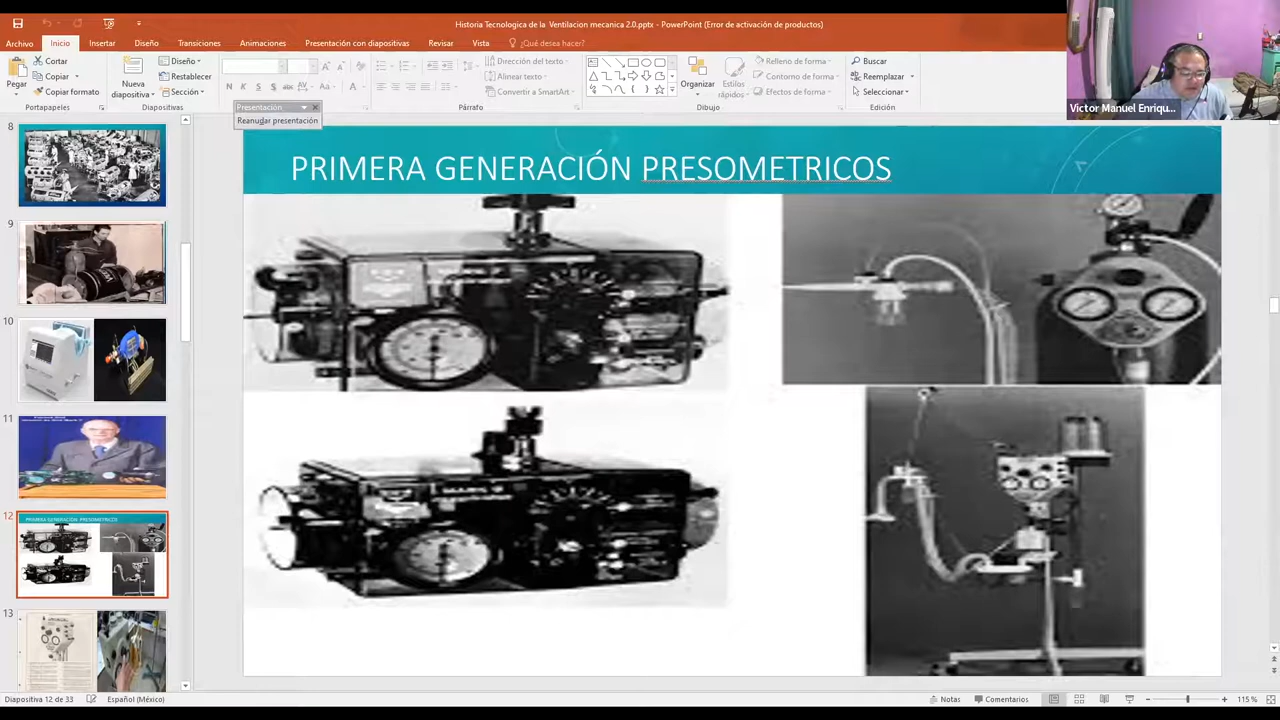 Historia Tecnologica de la Ventilacion mecanica 2.0.pptx - PowerPoint (Error de activación de productos)
Archivo Inicio Insertar Diseño Transiciones Animaciones Presentación con diapositivas Revisar Vista ¿Qué desea hacer?
Pegar
Cortar
Copiar
Copiar formato
Portapapeles
Nueva
diapositiva
Diseño
Restablecer
Sección
Diapositivas
N K S S abc AV Aa A
Presentación
Reanudar presentación
Dirección del texto
Alinear texto
Convertir a SmartArt
Párrafo
Organizar
Estilos
rápidos
Relleno de forma
Contorno de forma
Efectos de forma
Dibujo
Buscar
Reemplazar
Seleccionar
Edición
Victor Manuel Enriqu...
8
9
10
11
12
PRIMERA GENERACIÓN PRESOMETRICOS
13
PRIMERA GENERACIÓN PRESOMETRICOS
Diapositiva 12 de 33 Español (México) Notas Comentarios 115 %